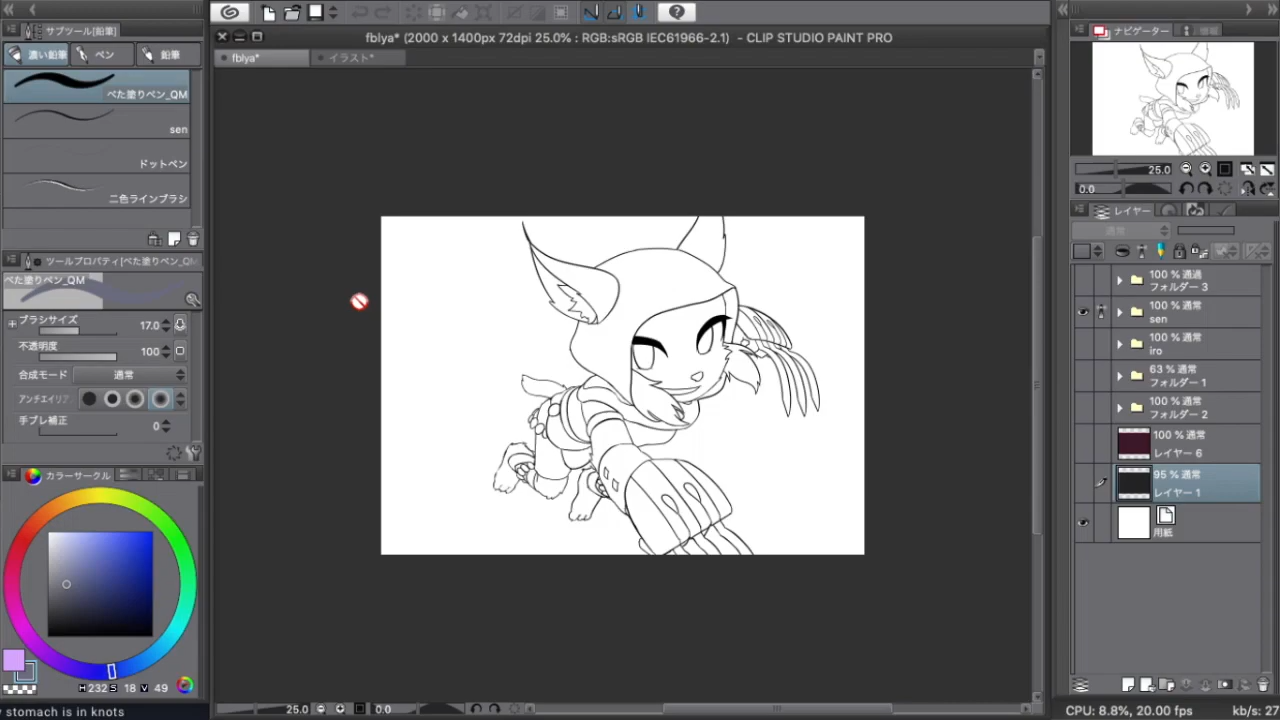 サブツール[鉛筆]
濃い鉛筆 ペン 鉛筆
べた塗りペン_QM
sen
ドットペン
二色ラインブラシ
ツールプロパティ[べた塗りペン_QM
べた塗りペン_QM
ブラシサイズ 17.0
不透明度 100
合成モード 通常
アンチエイリア
手ブレ補正 0
カラーサークル
H 232 S 18 V 49
stomach is in knots
?
fblya* (2000 x 1400px 72dpi 25.0% : RGB:sRGB IEC61966-2.1) - CLIP STUDIO PAINT PRO
fblya* イラスト*
25.0 0.0
ナビゲーター 情報
25.0
0.0
レイヤー
通常
100 % 通過
フォルダー 3
100 % 通常
sen
100 % 通常
iro
63 % 通常
フォルダー 1
100 % 通常
フォルダー 2
100 % 通常
レイヤー 6
95 % 通常
レイヤー 1
用紙
CPU: 8.8%, 20.00 fps kb/s: 27